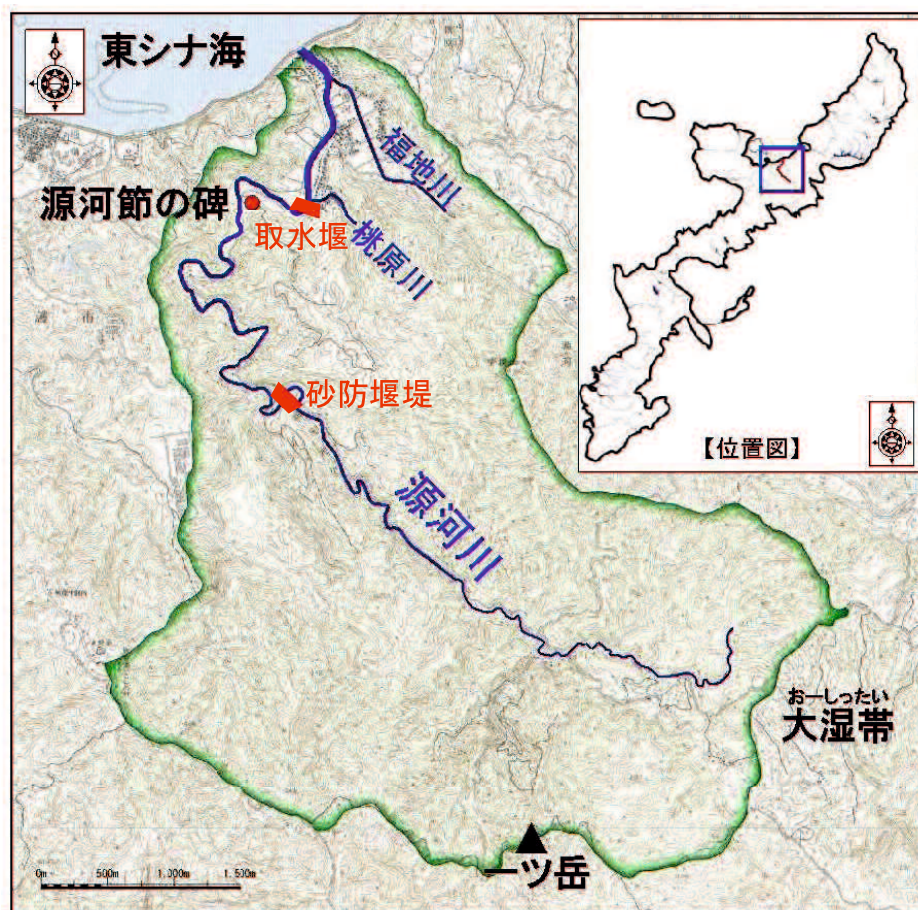 東シナ海
福地川
源河節の碑
取水堰
桃原川
【位置図】
砂防堰堤
源河川
おーしったい
大湿帯
一ツ岳
0m 500m 1,000m 1,500m